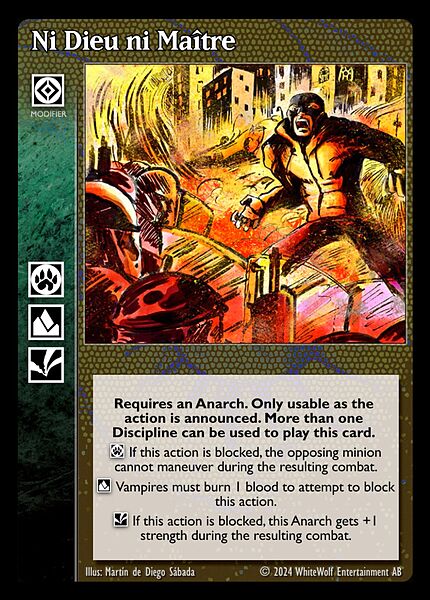 Ni Dieu ni Maître
MODIFIER
Requires an Anarch. Only usable as the
action is announced. More than one
Discipline can be used to play this card.
If this action is blocked, the opposing minion
cannot maneuver during the resulting combat.
Vampires must burn 1 blood to attempt to block
this action.
If this action is blocked, this Anarch gets +1
strength during the resulting combat.
Illus: Martín de Diego Sábada © 2024 WhiteWolf Entertainment AB